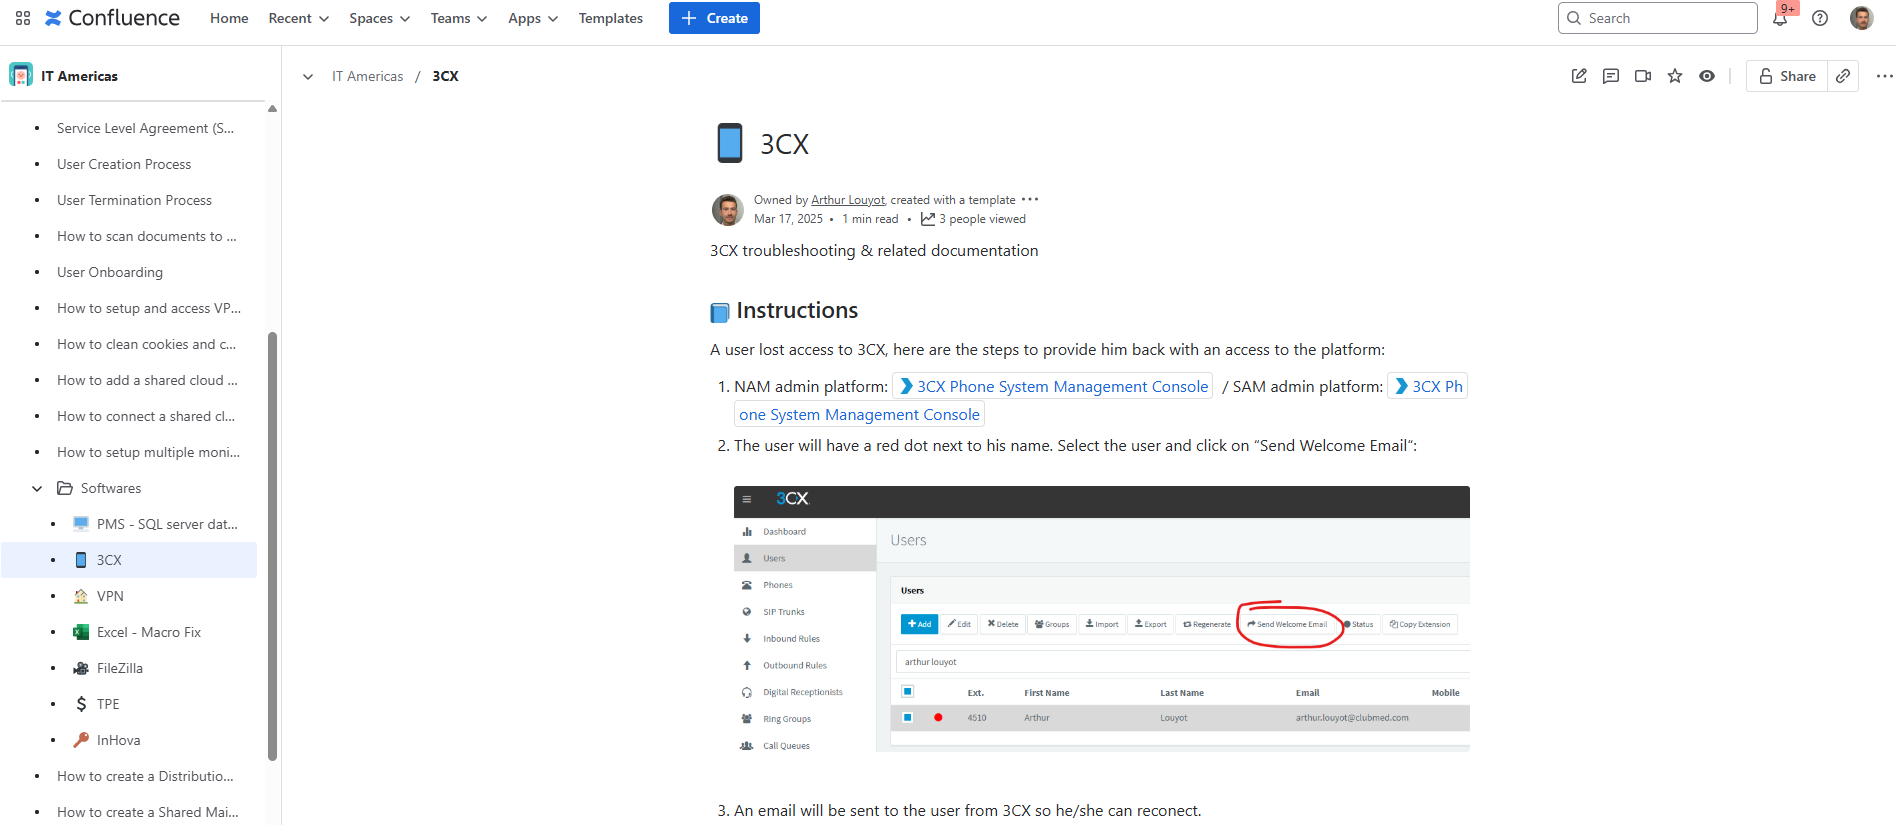 Confluence
Home
Recent
Spaces
Teams
Apps
Templates
Create
Search
9+
IT Americas
Service Level Agreement (S...
User Creation Process
User Termination Process
How to scan documents to ...
User Onboarding
How to setup and access VP...
How to clean cookies and c...
How to add a shared cloud ...
How to connect a shared cl...
How to setup multiple moni...
Softwares
PMS - SQL server dat...
3CX
VPN
Excel - Macro Fix
FileZilla
TPE
InHova
How to create a Distributio...
How to create a Shared Mai...
IT Americas / 3CX
Share
3CX
Owned by Arthur Louyot, created with a template
Mar 17, 2025 • 1 min read • 3 people viewed
3CX troubleshooting & related documentation
Instructions
A user lost access to 3CX, here are the steps to provide him back with an access to the platform:
1. NAM admin platform: 3CX Phone System Management Console / SAM admin platform: 3CX Ph
one System Management Console
2. The user will have a red dot next to his name. Select the user and click on “Send Welcome Email“:
3CX
Dashboard
Users
Phones
SIP Trunks
Inbound Rules
Outbound Rules
Digital Receptionists
Ring Groups
Call Queues
Users
Users
Add
Edit
Delete
Groups
Import
Export
Regenerate
Send Welcome Email
Status
Copy Extension
arthur louyot
Ext. First Name Last Name Email Mobile
4510 Arthur Louyot arthur.louyot@clubmed.com
3. An email will be sent to the user from 3CX so he/she can reconect.